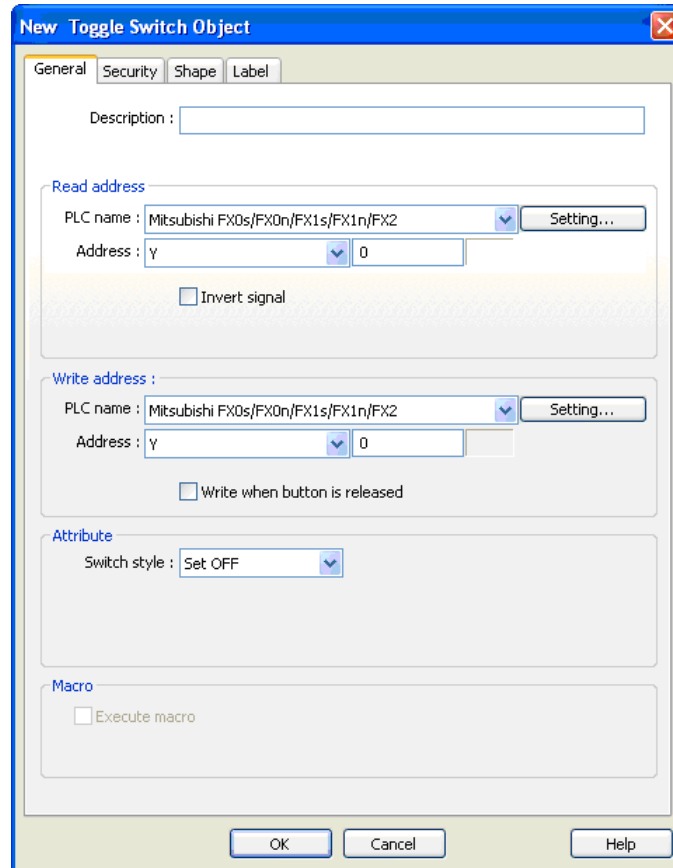 New Toggle Switch Object
General Security Shape Label
Description :
Read address
PLC name : Mitsubishi FX0s/FX0n/FX1s/FX1n/FX2 Setting...
Address : Y 0
Invert signal
Write address :
PLC name : Mitsubishi FX0s/FX0n/FX1s/FX1n/FX2 Setting...
Address : Y 0
Write when button is released
Attribute
Switch style : Set OFF
Macro
Execute macro
OK Cancel Help